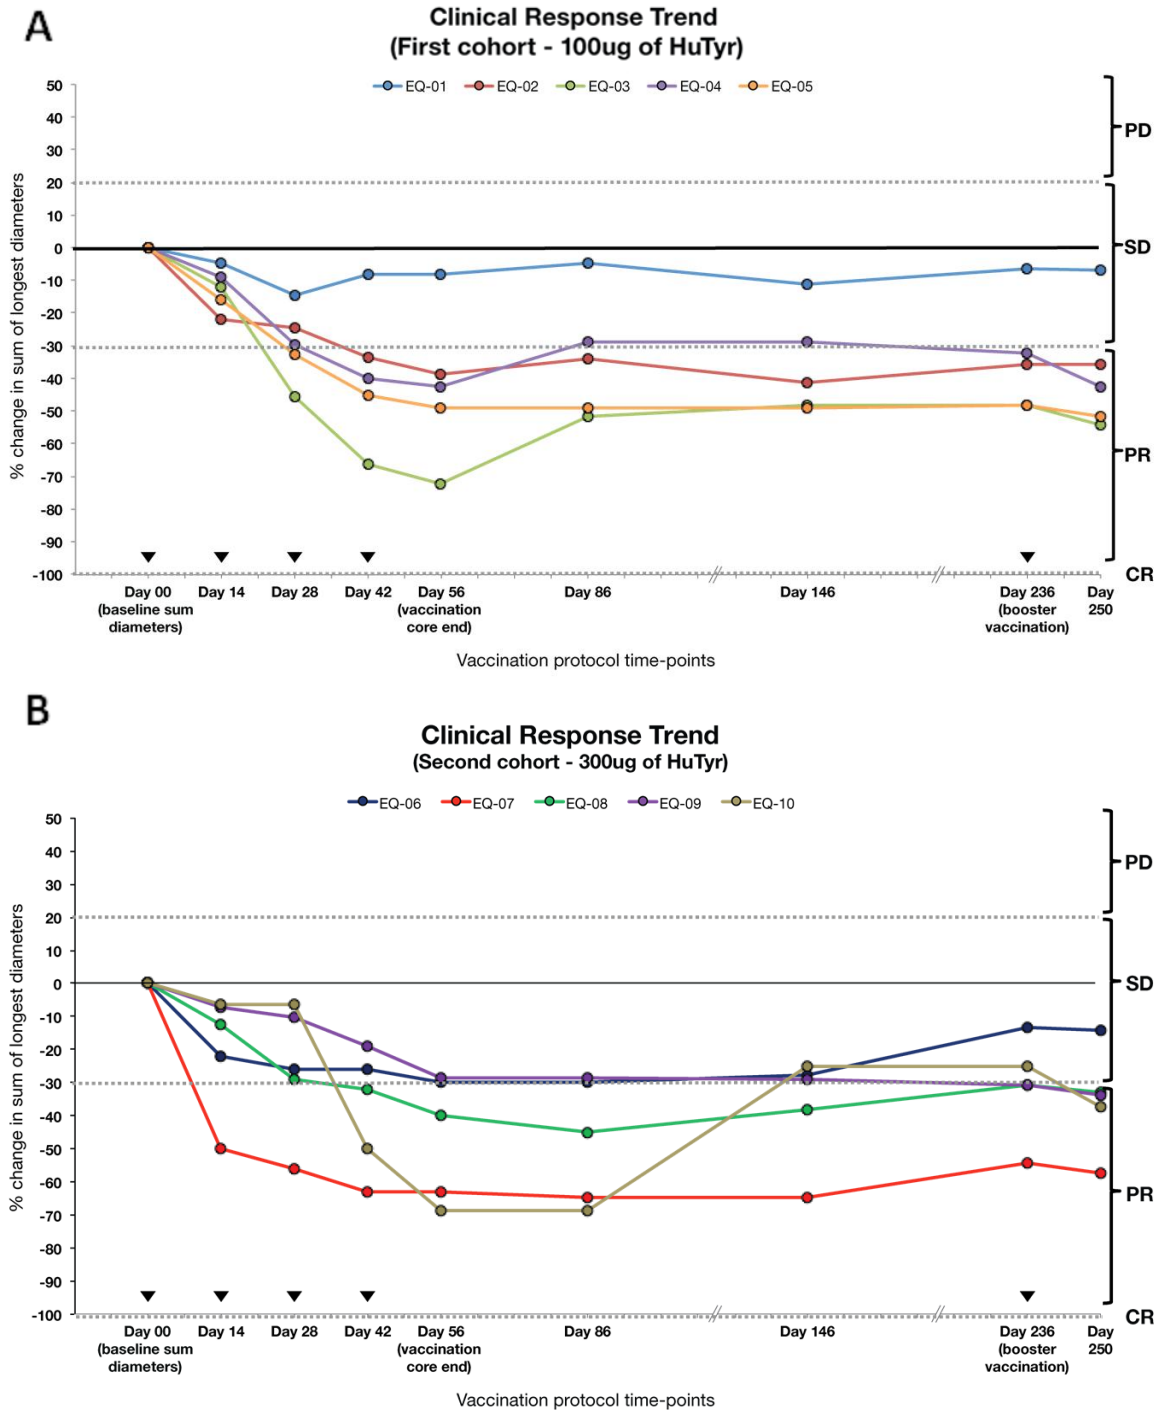 A
Clinical Response Trend
(First cohort - 100ug of HuTyr)
EQ-01 EQ-02 EQ-03 EQ-04 EQ-05
% change in sum of longest diameters
50
40
30
20
10
0
-10
-20
-30
-40
-50
-60
-70
-80
-90
-100
PD
SD
PR
CR
Day 00 Day 14 Day 28 Day 42 Day 56 Day 86 Day 146 Day 236 Day
(baseline sum (vaccination (booster 250
diameters) core end) vaccination)
Vaccination protocol time-points
B
Clinical Response Trend
(Second cohort - 300ug of HuTyr)
EQ-06 EQ-07 EQ-08 EQ-09 EQ-10
% change in sum of longest diameters
50
40
30
20
10
0
-10
-20
-30
-40
-50
-60
-70
-80
-90
-100
PD
SD
PR
CR
Day 00 Day 14 Day 28 Day 42 Day 56 Day 86 Day 146 Day 236 Day
(baseline sum (vaccination (booster 250
diameters) core end) vaccination)
Vaccination protocol time-points